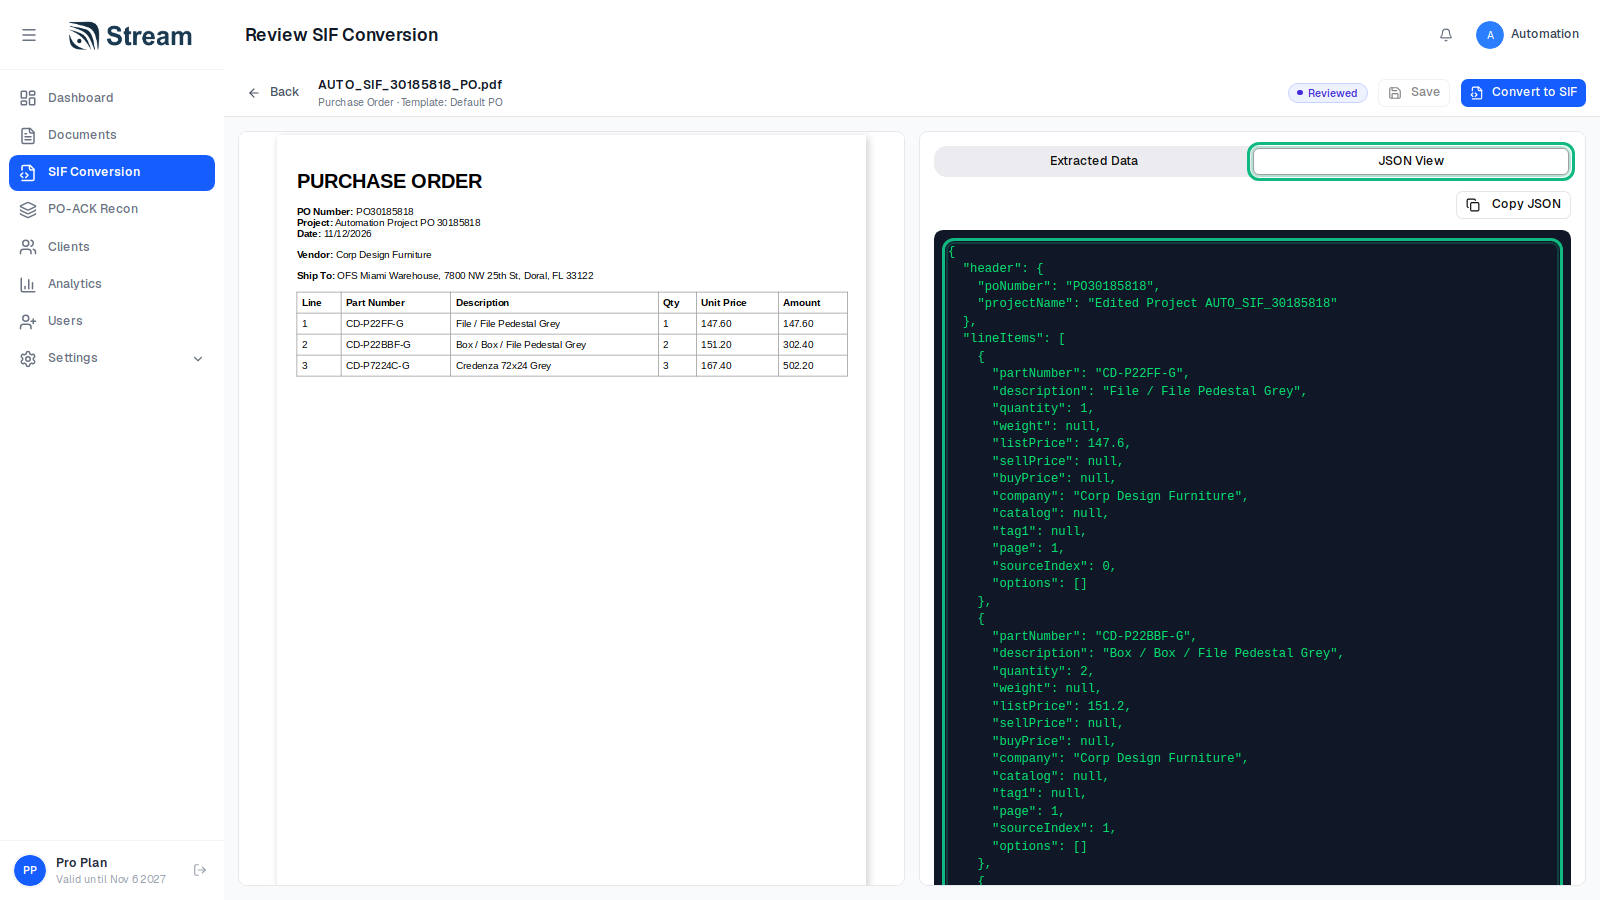 Stream
Review SIF Conversion
A
Automation
Dashboard
Documents
SIF Conversion
PO-ACK Recon
Clients
Analytics
Users
Settings
PP
Pro Plan
Valid until Nov 6 2027
Back
AUTO_SIF_30185818_PO.pdf
Purchase Order · Template: Default PO
Reviewed
Save
Convert to SIF
PURCHASE ORDER
PO Number: PO30185818
Project: Automation Project PO 30185818
Date: 11/12/2026
Vendor: Corp Design Furniture
Ship To: OFS Miami Warehouse, 7800 NW 25th St, Doral, FL 33122
Line Part Number Description Qty Unit Price Amount
1 CD-P22FF-G File / File Pedestal Grey 1 147.60 147.60
2 CD-P22BBF-G Box / Box / File Pedestal Grey 2 151.20 302.40
3 CD-P7224C-G Credenza 72x24 Grey 3 167.40 502.20
Extracted Data
JSON View
Copy JSON
{
"header": {
"poNumber": "PO30185818",
"projectName": "Edited Project AUTO_SIF_30185818"
},
"lineItems": [
{
"partNumber": "CD-P22FF-G",
"description": "File / File Pedestal Grey",
"quantity": 1,
"weight": null,
"listPrice": 147.6,
"sellPrice": null,
"buyPrice": null,
"company": "Corp Design Furniture",
"catalog": null,
"tag1": null,
"page": 1,
"sourceIndex": 0,
"options": []
},
{
"partNumber": "CD-P22BBF-G",
"description": "Box / Box / File Pedestal Grey",
"quantity": 2,
"weight": null,
"listPrice": 151.2,
"sellPrice": null,
"buyPrice": null,
"company": "Corp Design Furniture",
"catalog": null,
"tag1": null,
"page": 1,
"sourceIndex": 1,
"options": []
},
{